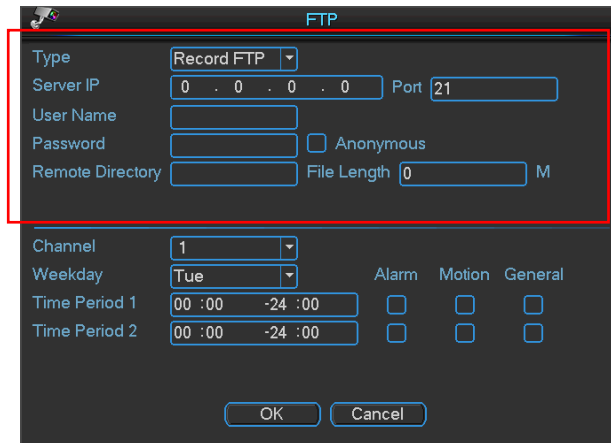 FTP
Type Record FTP
Server IP 0 . 0 . 0 . 0 Port 21
User Name
Password Anonymous
Remote Directory File Length 0 M
Channel 1
Weekday Tue Alarm Motion General
Time Period 1 00 :00 -24 :00
Time Period 2 00 :00 -24 :00
OK Cancel